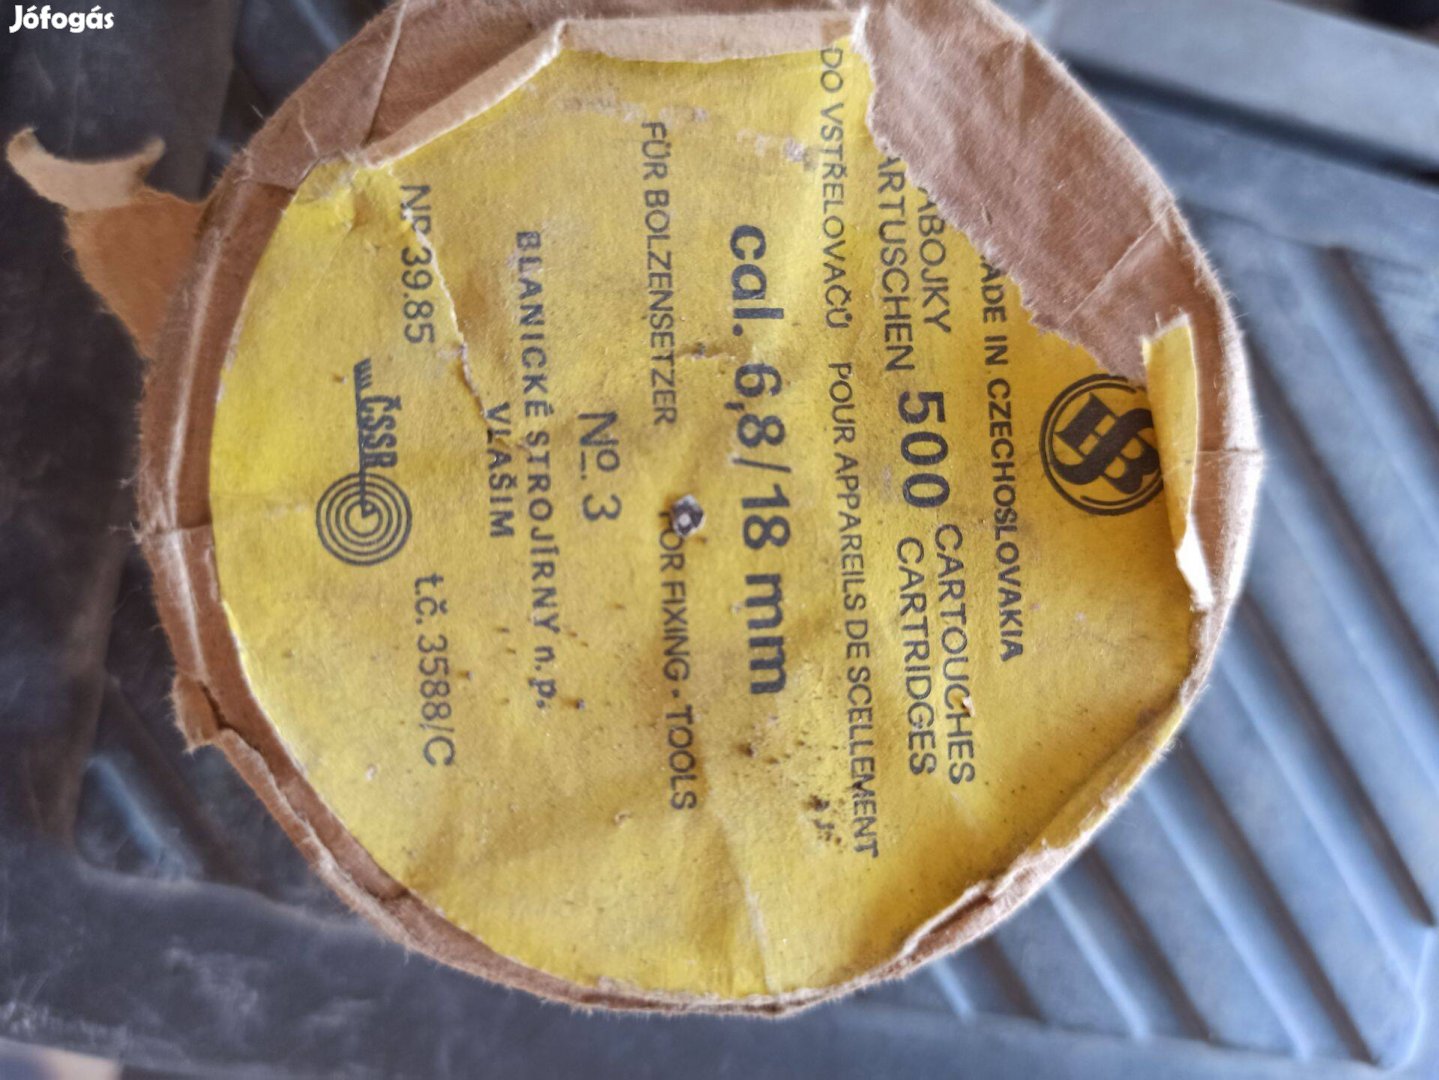 Jófogás
ADE IN CZECHOSLOVAKIA
ABOJKY 500 CARTOUCHES
ARTUSCHEN CARTRIDGES
DO VSTŘELOVAČŮ POUR APPAREILS DE SCELLEMENT
cal. 6,8/18 mm
FÜR BOLZENSETZER FOR FIXING-TOOLS
No 3
BLANICKÉ STROJÍRNY n.p.
VLAŠIM
NP 39.85 t.č. 3588/C
ČSSR